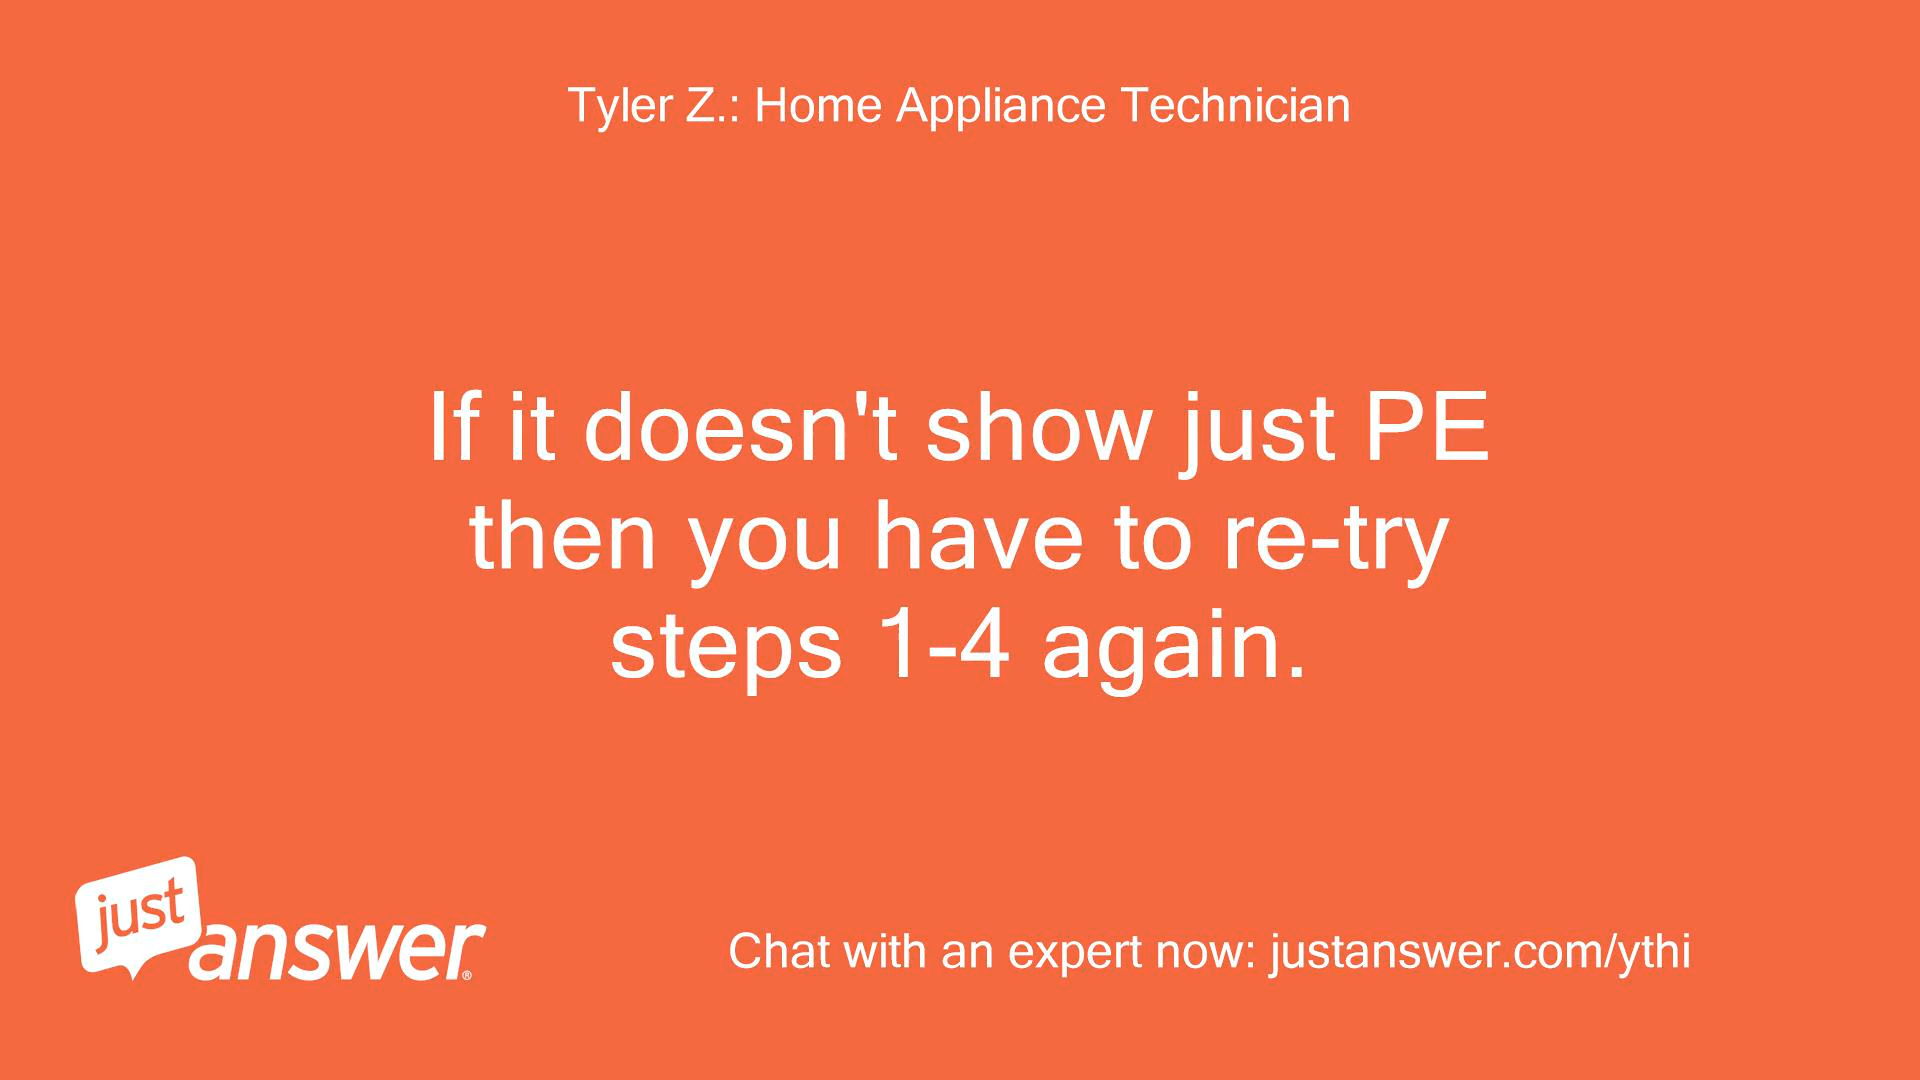 Tyler Z.: Home Appliance Technician
If it doesn't show just PE
then you have to re-try
steps 1-4 again.
just
answer®
Chat with an expert now: justanswer.com/ythi